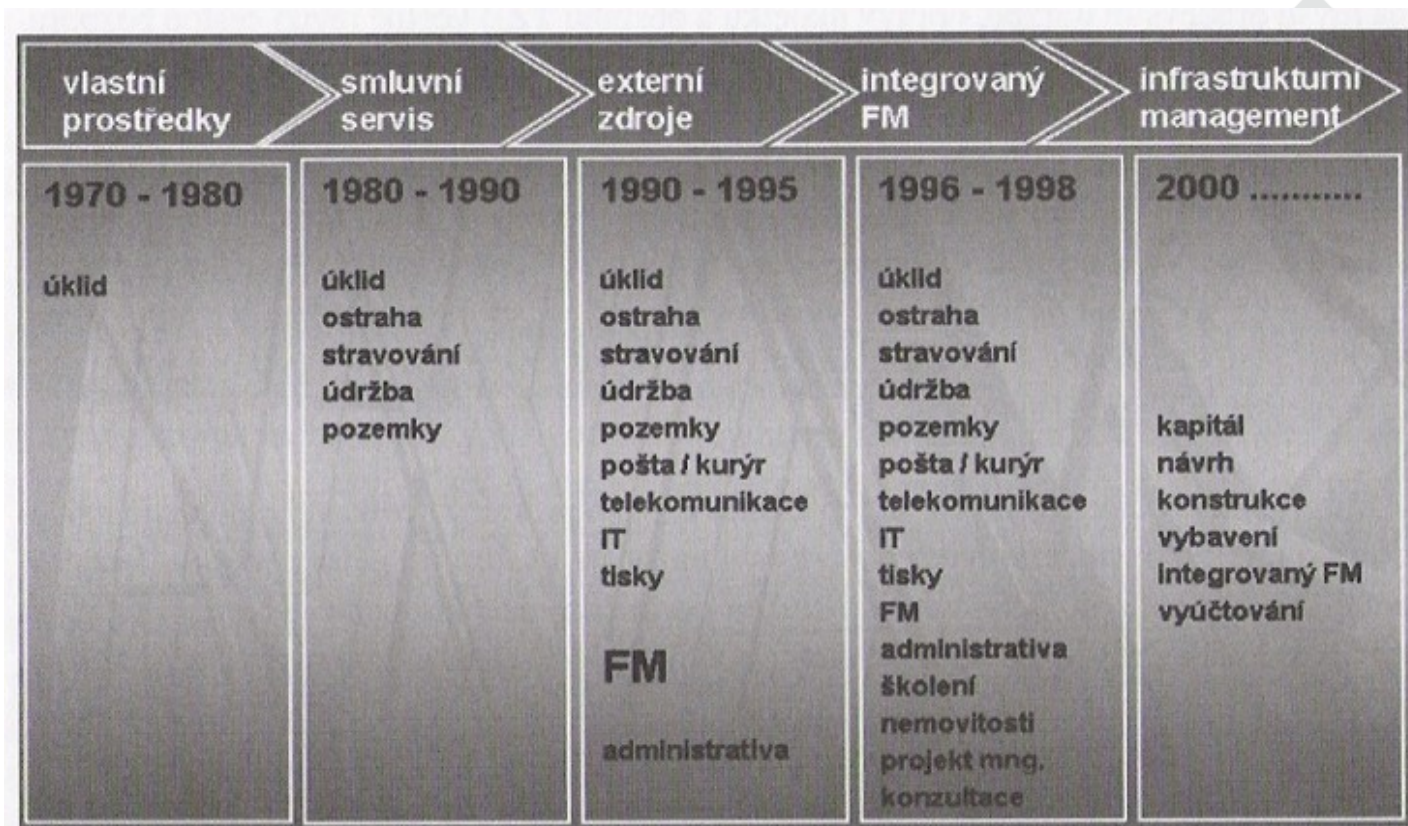 vlastní
prostředky
smluvní
servis
externí
zdroje
integrovaný
FM
infrastrukturní
management
1970 - 1980
úklid
1980 - 1990
úklid
ostraha
stravování
údržba
pozemky
1990 - 1995
úklid
ostraha
stravování
údržba
pozemky
pošta / kurýr
telekomunikace
IT
tisky
FM
administrativa
1996 - 1998
úklid
ostraha
stravování
údržba
pozemky
pošta / kurýr
telekomunikace
IT
tisky
FM
administrativa
školení
nemovitosti
projekt mng.
konzultace
2000 ...........
kapitál
návrh
konstrukce
vybavení
integrovaný FM
vyúčtování